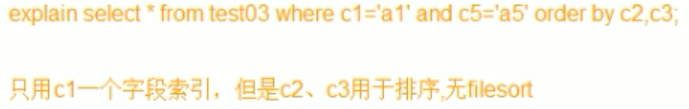 explain select * from test03 where c1='a1' and c5='a5' order by c2,c3;
只用c1一个字段索引，但是c2、c3用于排序,无filesort